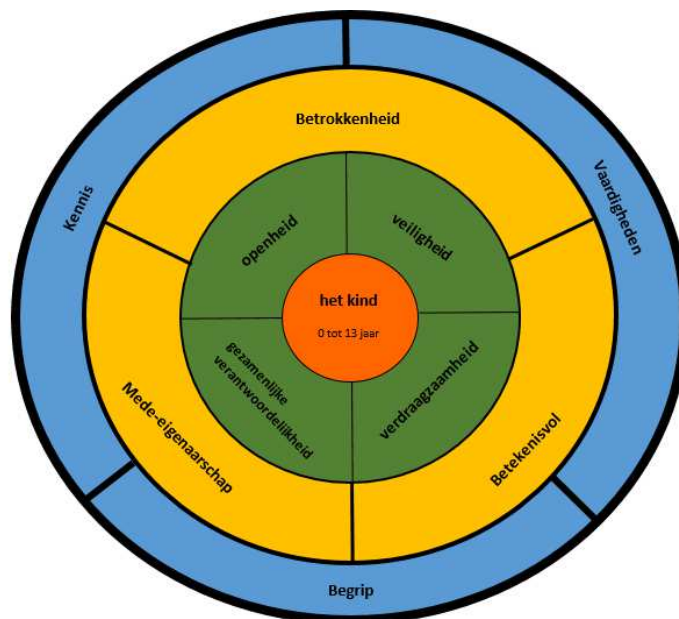 Betrokkenheid
Kennis
Vaardigheden
openheid
veiligheid
het kind
0 tot 13 jaar
gezamenlijke
verantwoordelijkheid
verdraagzaamheid
Mede-eigenaarschap
Betekenisvol
Begrip